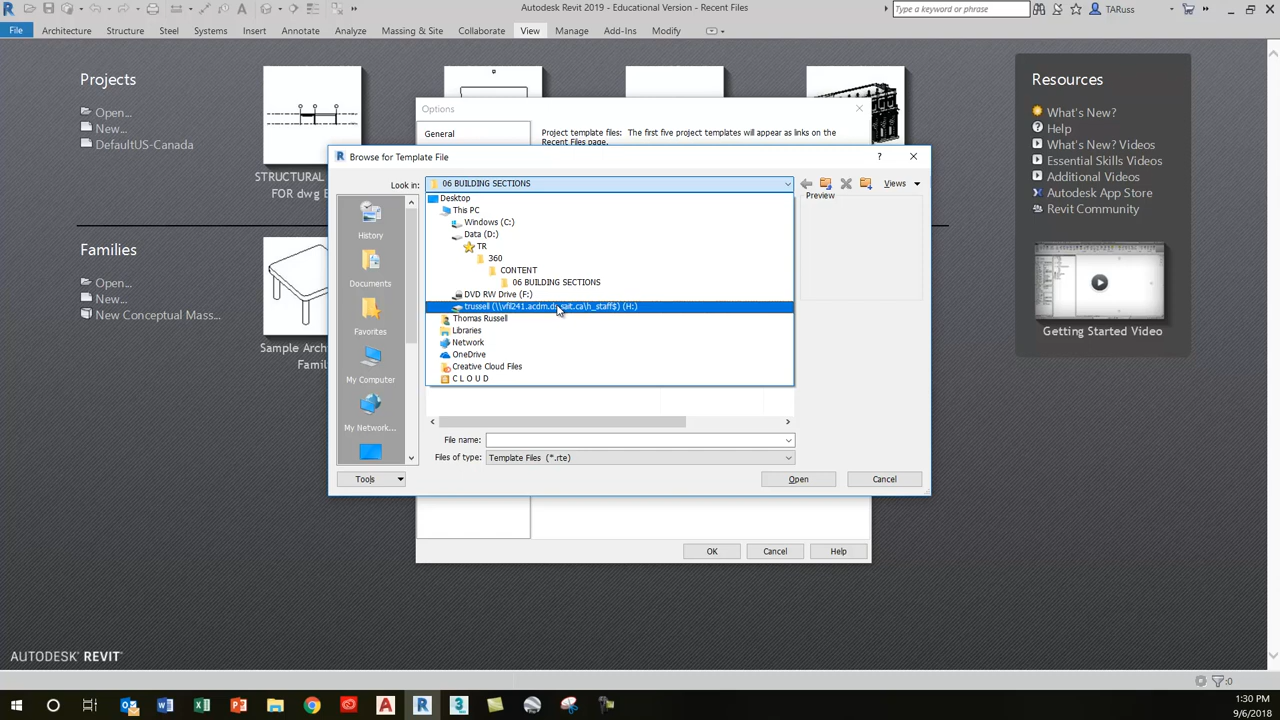 Autodesk Revit 2019 - Educational Version - Recent Files
Type a keyword or phrase
TARuss
File
Architecture
Structure
Steel
Systems
Insert
Annotate
Analyze
Massing & Site
Collaborate
View
Manage
Add-Ins
Modify
Projects
Open...
New...
DefaultUS-Canada
STRUCTURAL
FOR dwg E
Families
Open...
New...
New Conceptual Mass...
Sample Arch
Famil
Resources
What's New?
Help
What's New? Videos
Essential Skills Videos
Additional Videos
Autodesk App Store
Revit Community
Getting Started Video
Options
General
Project template files: The first five project templates will appear as links on the
Recent Files page.
OK
Cancel
Help
Browse for Template File
?
Look in:
06 BUILDING SECTIONS
Views
Preview
Desktop
This PC
Windows (C:)
Data (D:)
TR
360
CONTENT
06 BUILDING SECTIONS
DVD RW Drive (F:)
Thomas Russell
Libraries
Network
OneDrive
Creative Cloud Files
C L O U D
History
Documents
Favorites
My Computer
My Network...
File name:
Files of type:
Template Files (*.rte)
Tools
Open
Cancel
AUTODESK REVIT
:0
1:30 PM
9/6/2018